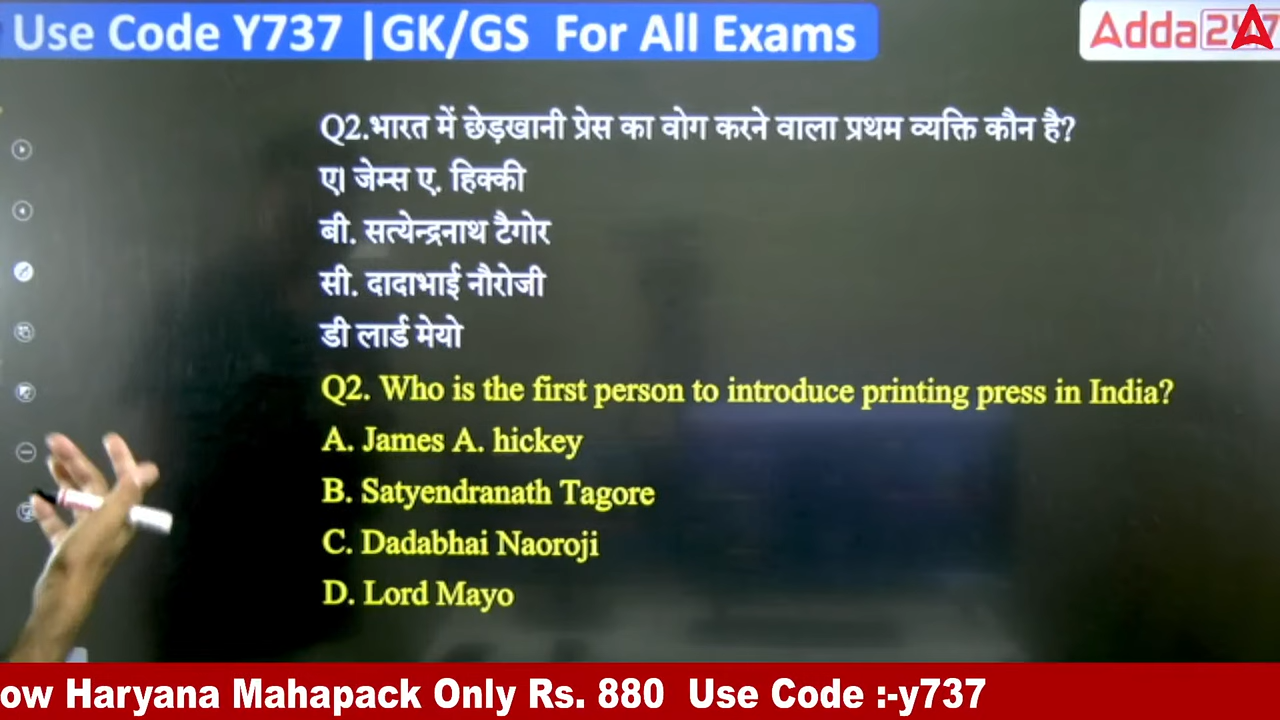 Use Code Y737 |GK/GS For All Exams
Adda247
Q2.भारत में छेड़खानी प्रेस का वोग करने वाला प्रथम व्यक्ति कौन है?
ए। जेम्स ए. हिक्की
बी. सत्येन्द्रनाथ टैगोर
सी. दादाभाई नौरोजी
डी लार्ड मेयो
Q2. Who is the first person to introduce printing press in India?
A. James A. hickey
B. Satyendranath Tagore
C. Dadabhai Naoroji
D. Lord Mayo
ow Haryana Mahapack Only Rs. 880 Use Code :-y737